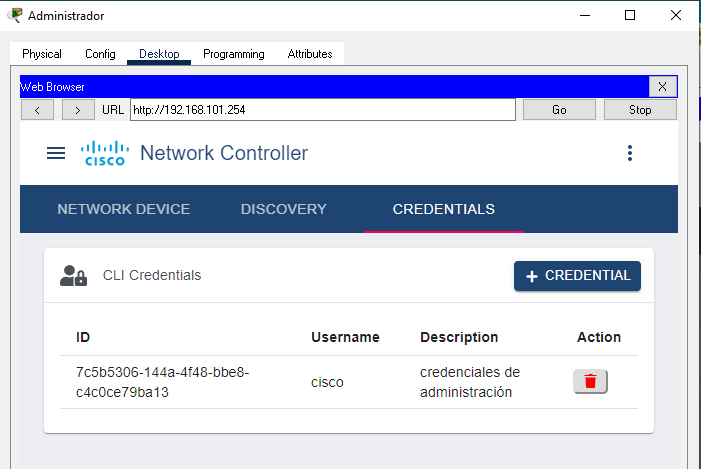 Administrador
Physical Config Desktop Programming Attributes
Web Browser X
< > URL http://192.168.101.254 Go Stop
CISCO Network Controller
NETWORK DEVICE DISCOVERY CREDENTIALS
CLI Credentials + CREDENTIAL
ID Username Description Action
7c5b5306-144a-4f48-bbe8- credenciales de
cisco
c4c0ce79ba13 administración